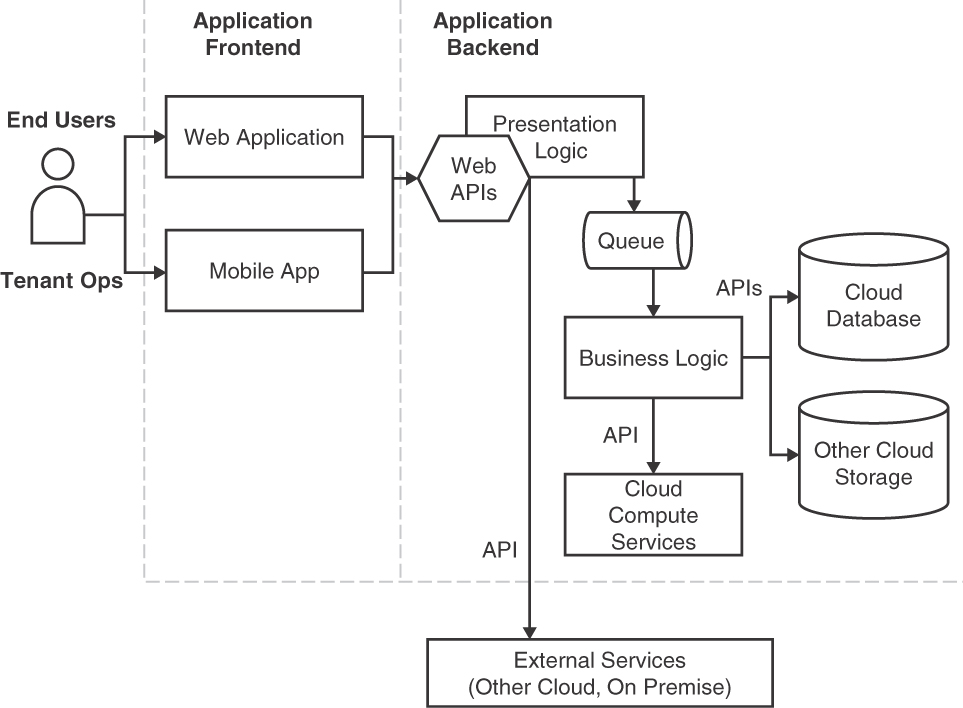 Application
Frontend
Application
Backend
End Users
Tenant Ops
Web Application
Mobile App
Presentation
Logic
Web
APIs
Queue
Business Logic
APIs
Cloud
Database
Other Cloud
Storage
API
Cloud
Compute
Services
API
External Services
(Other Cloud, On Premise)